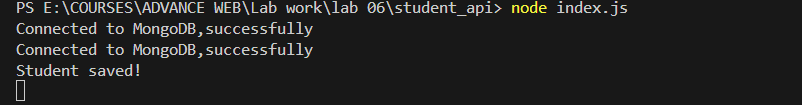 PS E:\COURSES\ADVANCE WEB\Lab work\lab 06\student_api> node index.js
Connected to MongoDB,successfully
Connected to MongoDB,successfully
Student saved!